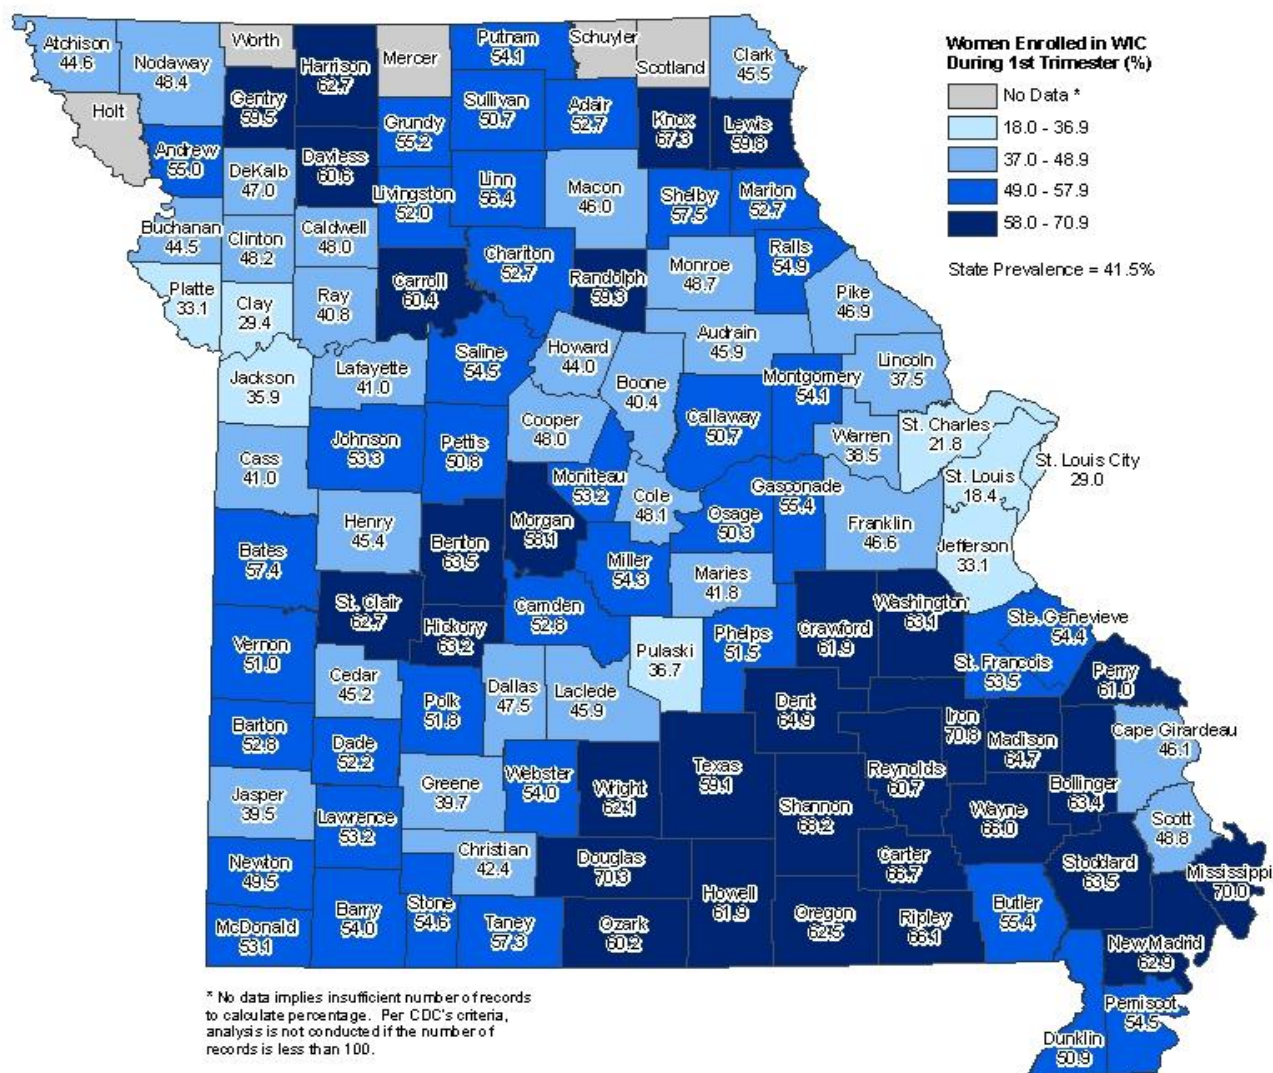 Women Enrolled in WIC
During 1st Trimester (%)
No Data *
18.0 - 36.9
37.0 - 48.9
49.0 - 57.9
58.0 - 70.9
State Prevalence = 41.5%
Atchison
44.6
Nodaway
48.4
Worth
Harrison
62.7
Mercer
Putnam
54.1
Schuyler
Scotland
Clark
45.5
Holt
Gentry
59.5
Sullivan
50.7
Adair
52.7
Knox
67.3
Lewis
59.8
Grundy
55.2
Andrew
55.0
DeKalb
47.0
Daviess
60.6
Livingston
52.0
Linn
56.4
Macon
46.0
Shelby
57.5
Marion
52.7
Buchanan
44.5
Clinton
48.2
Caldwell
48.0
Chariton
52.7
Randolph
59.3
Monroe
48.7
Ralls
54.9
Platte
33.1
Clay
29.4
Ray
40.8
Carroll
60.4
Pike
46.9
Audrain
45.9
Jackson
35.9
Lafayette
41.0
Saline
54.5
Howard
44.0
Boone
40.4
Montgomery
54.1
Lincoln
37.5
Callaway
50.7
Cooper
48.0
Johnson
53.3
Pettis
50.8
Warren
38.5
St. Charles
21.8
St. Louis City
29.0
St. Louis
18.4
Cass
41.0
Moniteau
53.2
Cole
48.1
Gasconade
55.4
Osage
50.3
Franklin
46.6
Jefferson
33.1
Henry
45.4
Morgan
58.1
Benton
63.5
Bates
57.4
Miller
54.3
Maries
41.8
St. Clair
62.7
Hickory
63.2
Camden
52.8
Washington
63.1
Crawford
61.9
Ste. Genevieve
54.4
Phelps
51.5
Vernon
51.0
Pulaski
36.7
St. Francois
53.5
Perry
61.0
Cedar
45.2
Polk
51.8
Dallas
47.5
Laclede
45.9
Dent
64.9
Iron
70.8
Madison
64.7
Cape Girardeau
46.1
Barton
52.8
Dade
52.2
Texas
59.1
Reynolds
60.7
Bollinger
63.4
Webster
54.0
Wright
62.1
Greene
39.7
Jasper
39.5
Shannon
68.2
Wayne
66.0
Scott
48.8
Lawrence
53.2
Christian
42.4
Douglas
70.3
Carter
66.7
Stoddard
63.5
Mississippi
70.0
Newton
49.5
Howell
61.9
Stone
54.6
Barry
54.0
Taney
57.3
Ozark
60.2
Oregon
62.5
Ripley
66.1
Butler
55.4
McDonald
53.1
New Madrid
62.9
Pemiscot
54.5
Dunklin
50.9
* No data implies insufficient number of records
to calculate percentage. Per CDC's criteria,
analysis is not conducted if the number of
records is less than 100.